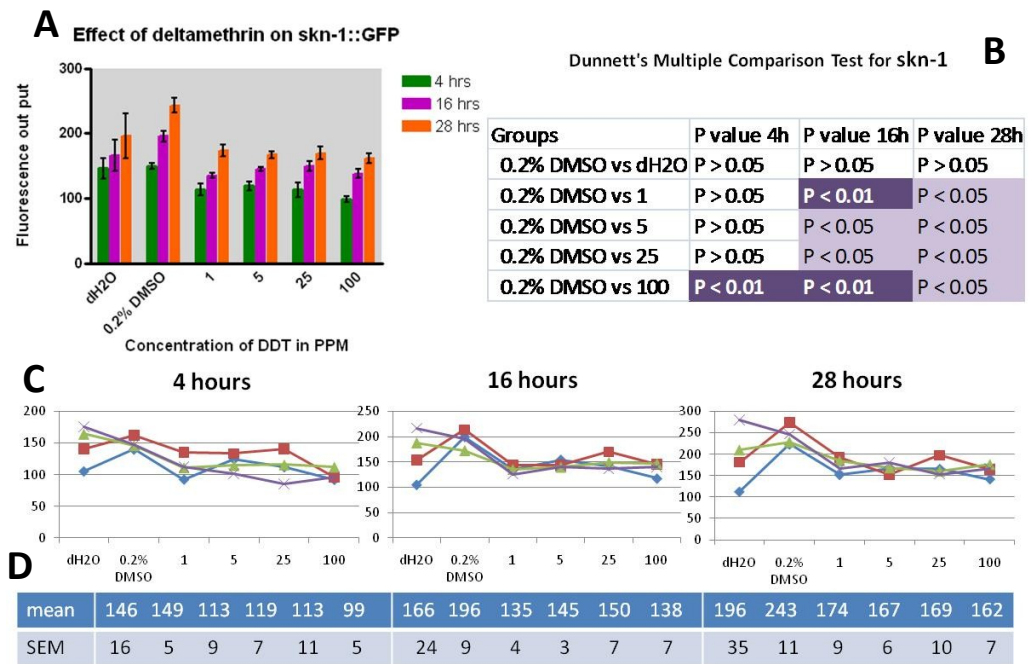 A
Effect of deltamethrin on skn-1::GFP
300
200
100
0
Fluorescence out put
dH2O
0.2% DMSO
1
5
25
100
Concentration of DDT in PPM
4 hrs
16 hrs
28 hrs
B
Dunnett's Multiple Comparison Test for skn-1
Groups P value 4h P value 16h P value 28h
0.2% DMSO vs dH2O P > 0.05 P > 0.05 P > 0.05
0.2% DMSO vs 1 P > 0.05 P < 0.01 P < 0.05
0.2% DMSO vs 5 P > 0.05 P < 0.05 P < 0.05
0.2% DMSO vs 25 P > 0.05 P < 0.05 P < 0.05
0.2% DMSO vs 100 P < 0.01 P < 0.01 P < 0.05
C
4 hours
200
150
100
50
0
dH2O 0.2% DMSO 1 5 25 100
16 hours
250
200
150
100
50
0
dH2O 0.2% DMSO 1 5 25 100
28 hours
300
250
200
150
100
50
0
dH2O 0.2% DMSO 1 5 25 100
D
mean 146 149 113 119 113 99 166 196 135 145 150 138 196 243 174 167 169 162
SEM 16 5 9 7 11 5 24 9 4 3 7 7 35 11 9 6 10 7